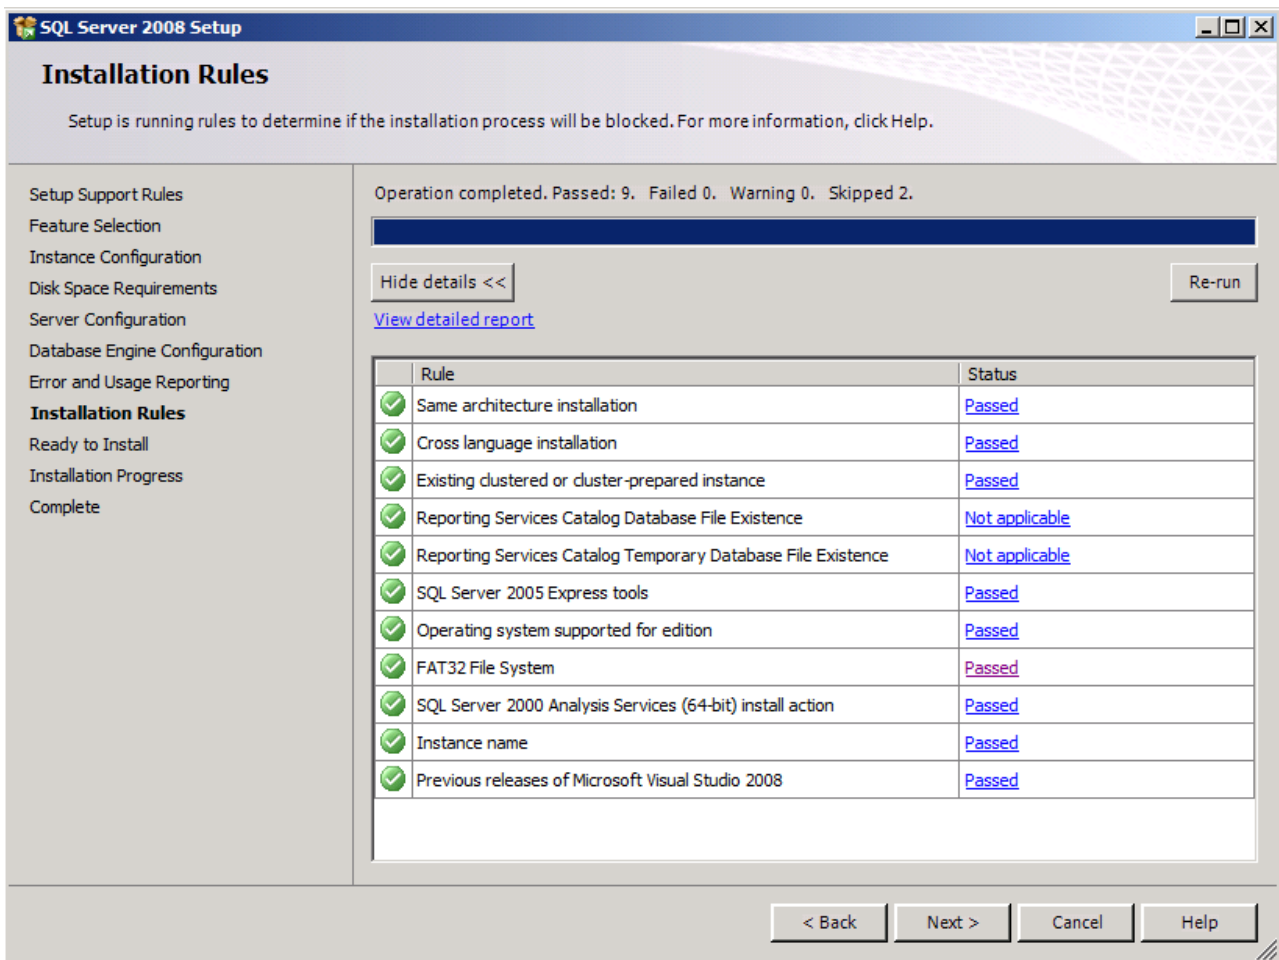 SQL Server 2008 Setup
Installation Rules
Setup is running rules to determine if the installation process will be blocked. For more information, click Help.
Setup Support Rules
Feature Selection
Instance Configuration
Disk Space Requirements
Server Configuration
Database Engine Configuration
Error and Usage Reporting
Installation Rules
Ready to Install
Installation Progress
Complete
Operation completed. Passed: 9. Failed 0. Warning 0. Skipped 2.
Hide details << Re-run
View detailed report
Rule Status
Same architecture installation Passed
Cross language installation Passed
Existing clustered or cluster-prepared instance Passed
Reporting Services Catalog Database File Existence Not applicable
Reporting Services Catalog Temporary Database File Existence Not applicable
SQL Server 2005 Express tools Passed
Operating system supported for edition Passed
FAT32 File System Passed
SQL Server 2000 Analysis Services (64-bit) install action Passed
Instance name Passed
Previous releases of Microsoft Visual Studio 2008 Passed
< Back Next > Cancel Help